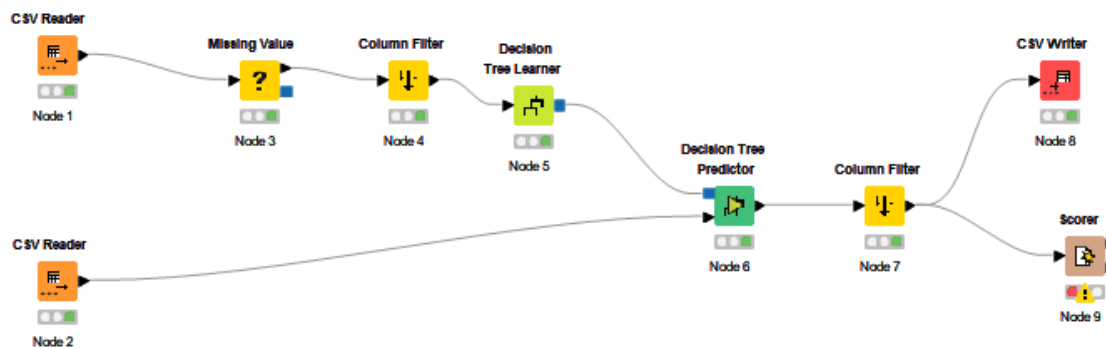 CSV Reader
Node 1
Missing Value
?
Node 3
Column Filter
Node 4
Decision
Tree Learner
Node 5
CSV Reader
Node 2
Decision Tree
Predictor
Node 6
Column Filter
Node 7
CSV Writer
Node 8
Scorer
!
Node 9